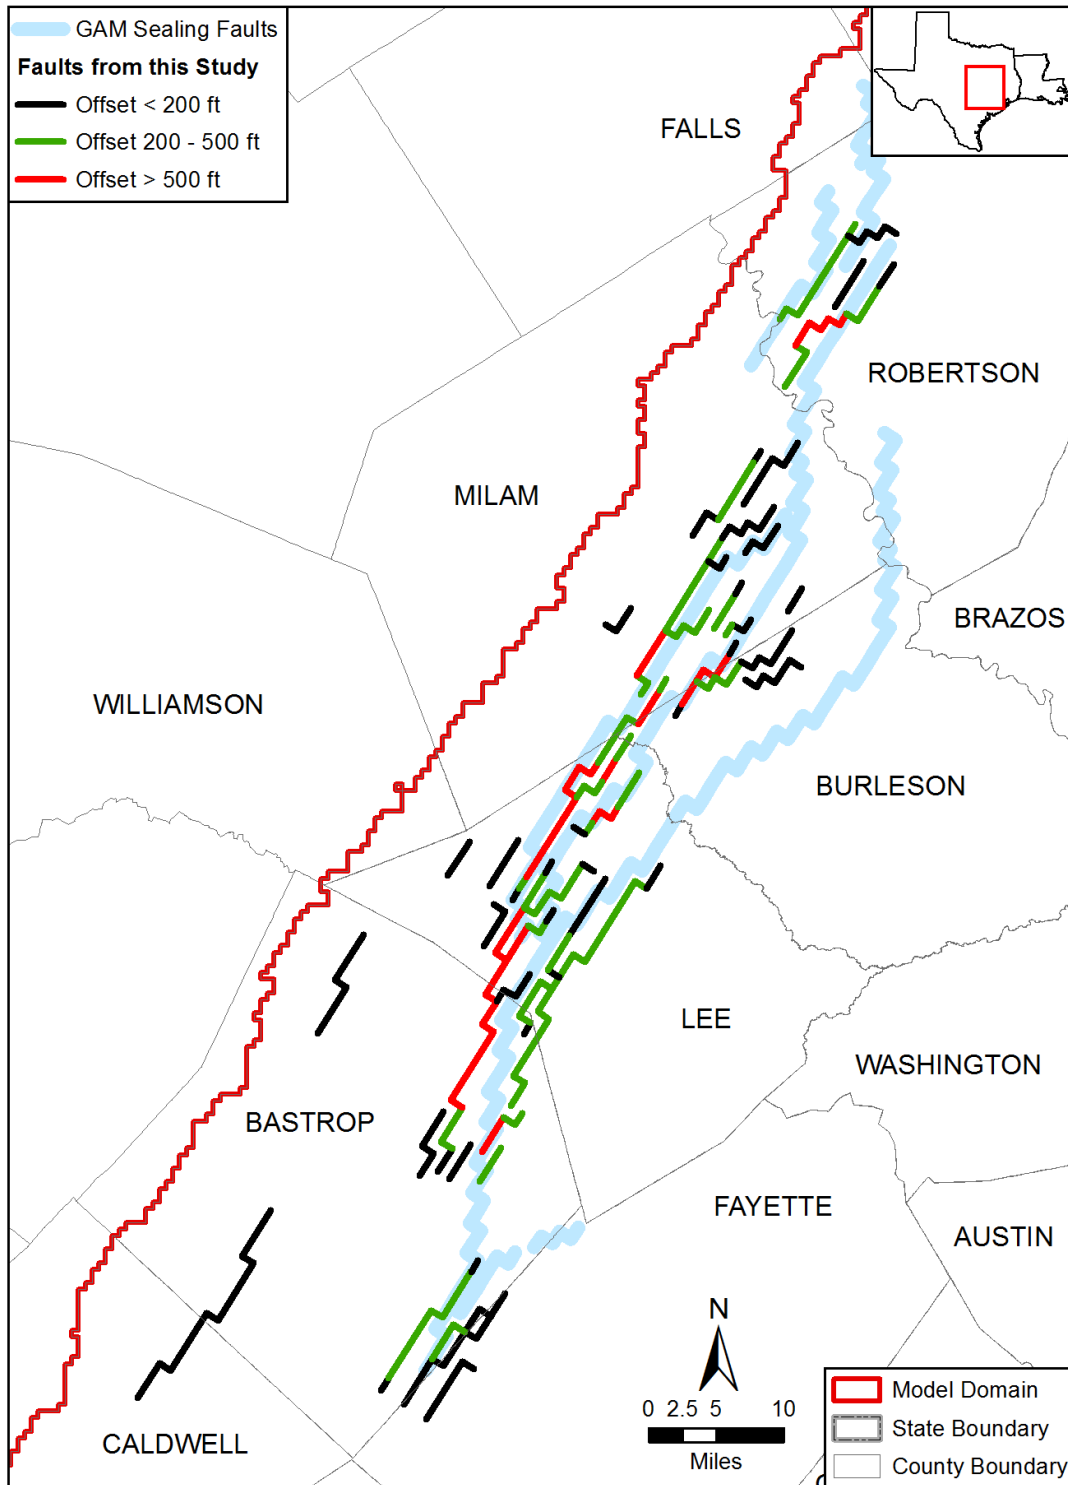 GAM Sealing Faults
Faults from this Study
Offset < 200 ft
Offset 200 - 500 ft
Offset > 500 ft
FALLS
ROBERTSON
MILAM
BRAZOS
WILLIAMSON
BURLESON
LEE
WASHINGTON
BASTROP
FAYETTE
AUSTIN
CALDWELL
N
0 2.5 5 10
Miles
Model Domain
State Boundary
County Boundary